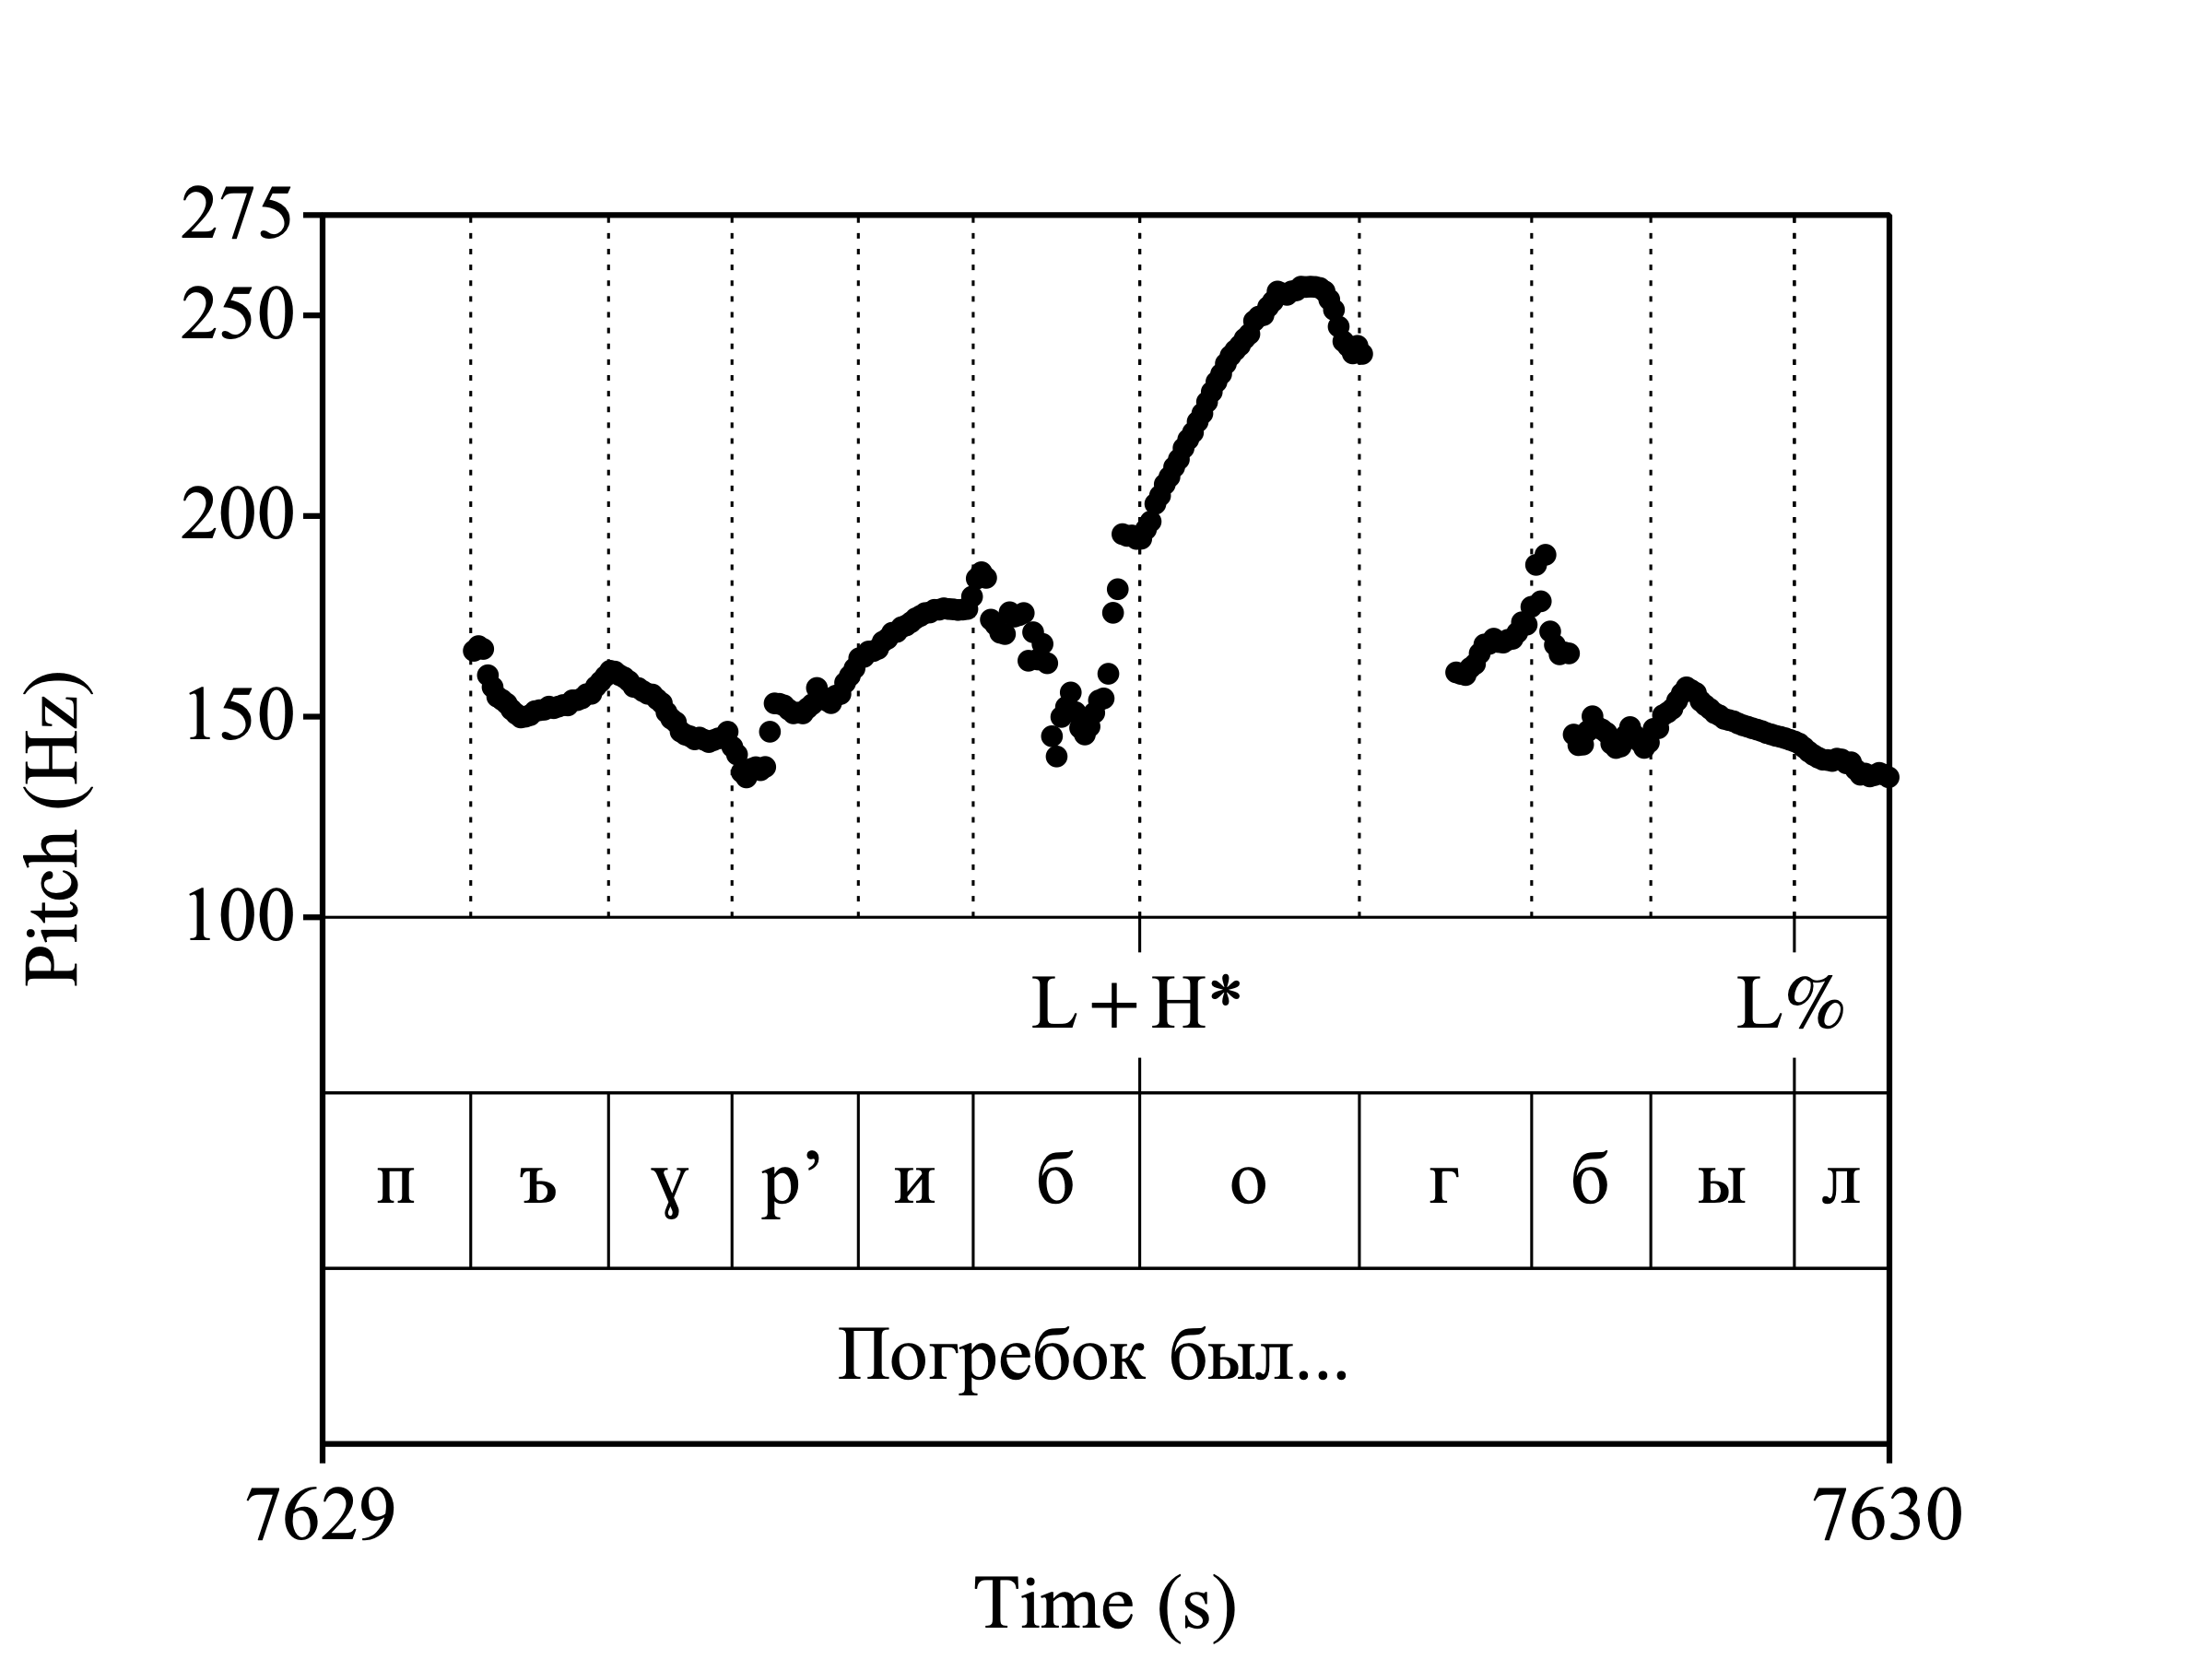 275
250
200
150
100
Pitch (Hz)
L+H* L%
п ъ ɣ р’ и б о г б ы л
Погребок был...
7629 7630
Time (s)